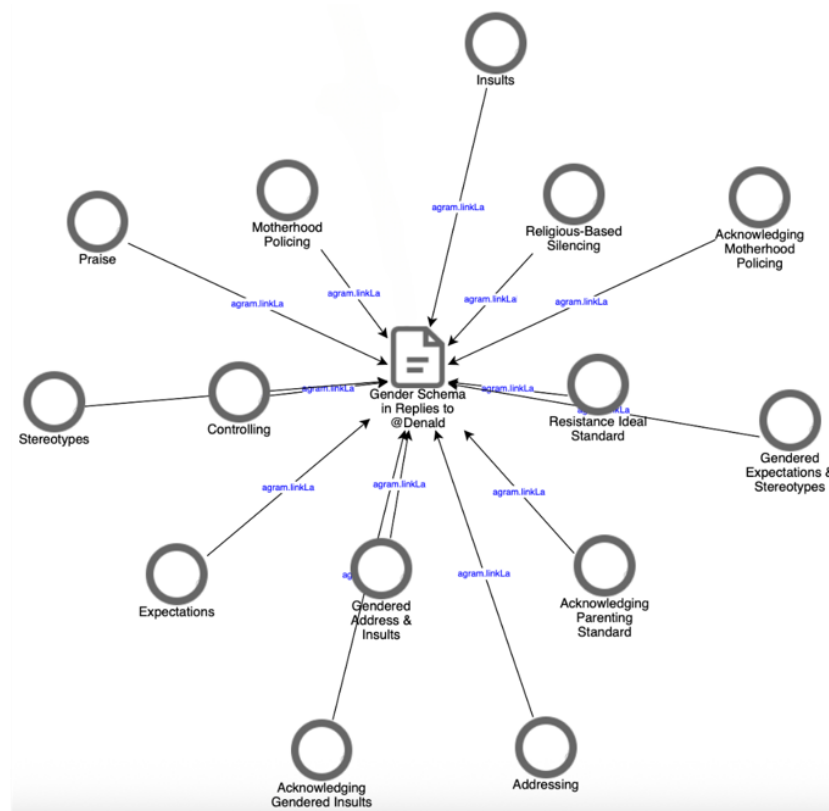 Insults
agram.linkLa
Motherhood
Policing
Religious-Based
Silencing
Acknowledging
Motherhood
Policing
Praise
agram.linkLa
agram.linkLa
agram.linkLa
agram.linkLa
Gender Schema
in Replies to
@Denald
Stereotypes
Controlling
agram.linkLa
agram.linkLa
Resistance Ideal
Standard
Gendered
Expectations &
Stereotypes
agram.linkLa
agram.linkLa
agram.linkLa
agram.linkLa
Expectations
Gendered
Address &
Insults
Acknowledging
Parenting
Standard
Acknowledging
Gendered Insults
Addressing